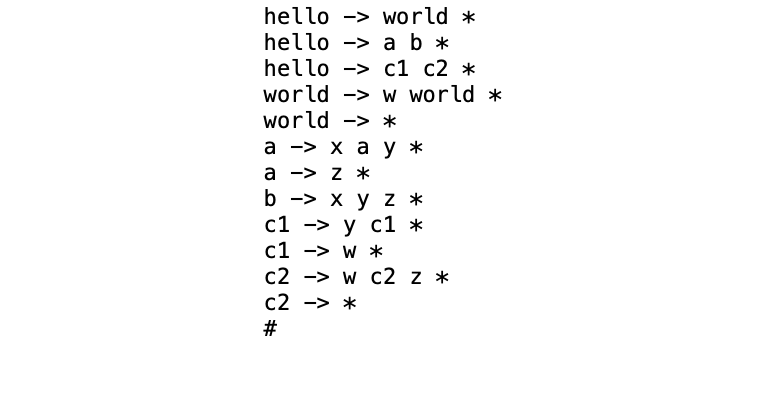 hello -> world *
hello -> a b *
hello -> c1 c2 *
world -> w world *
world -> *
a -> x a y *
a -> z *
b -> x y z *
c1 -> y c1 *
c1 -> w *
c2 -> w c2 z *
c2 -> *
#